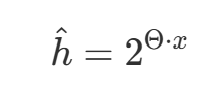 ĥ = 2^{Θ·x}